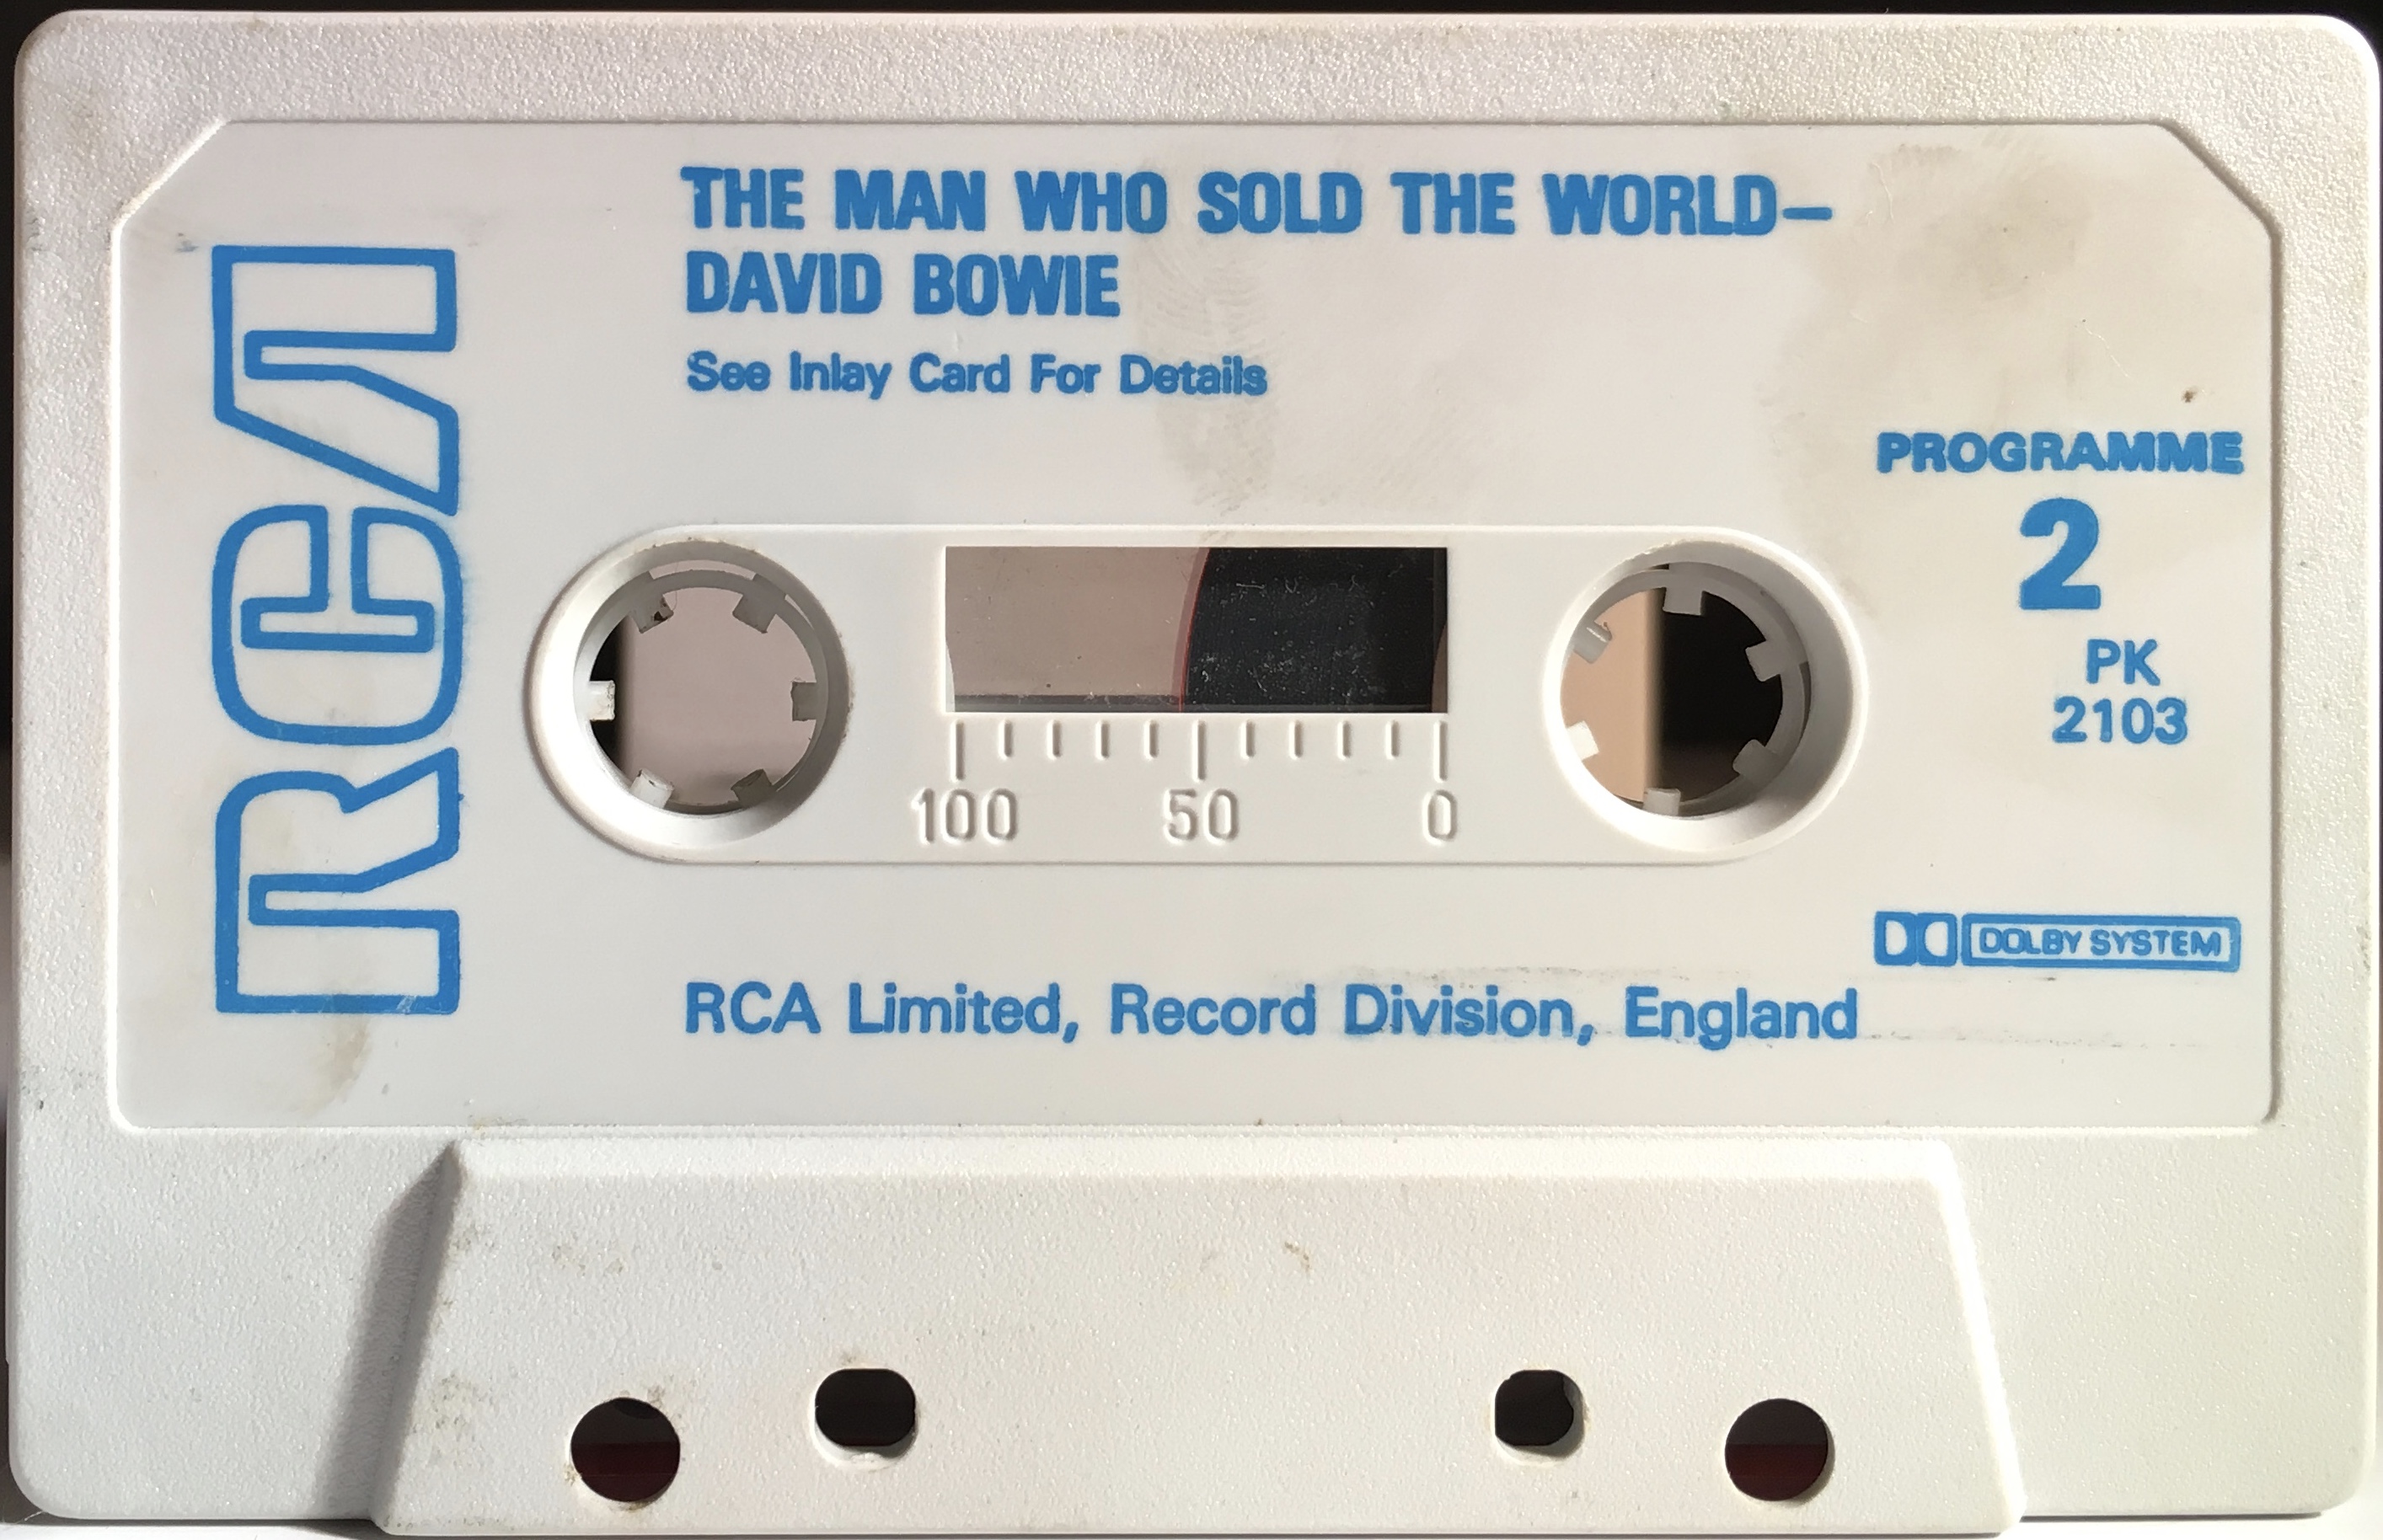 RCA
THE MAN WHO SOLD THE WORLD–
DAVID BOWIE
See Inlay Card For Details
PROGRAMME
2
PK
2103
100 50 0
DOLBY SYSTEM
RCA Limited, Record Division, England